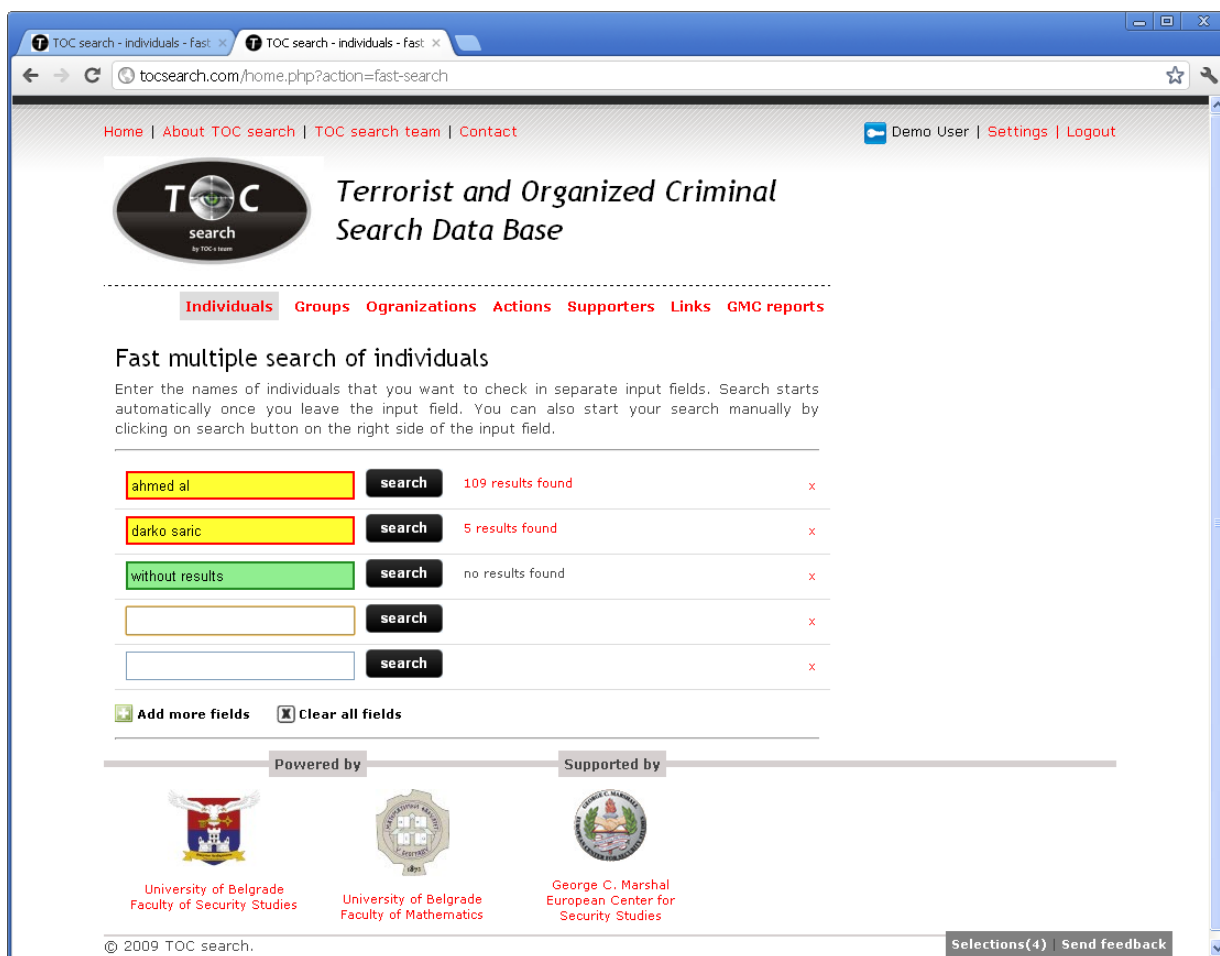 TOC search - individuals - fast
TOC search - individuals - fast
tocsearch.com/home.php?action=fast-search
Home | About TOC search | TOC search team | Contact
Demo User | Settings | Logout
TOC
search
by TOC-s team
Terrorist and Organized Criminal
Search Data Base
Individuals Groups Ogranizations Actions Supporters Links GMC reports
Fast multiple search of individuals
Enter the names of individuals that you want to check in separate input fields. Search starts
automatically once you leave the input field. You can also start your search manually by
clicking on search button on the right side of the input field.
ahmed al search 109 results found x
darko saric search 5 results found x
without results search no results found x
search x
search x
Add more fields X Clear all fields
Powered by Supported by
University of Belgrade
Faculty of Security Studies
University of Belgrade
Faculty of Mathematics
George C. Marshal
European Center for
Security Studies
© 2009 TOC search.
Selections(4) | Send feedback